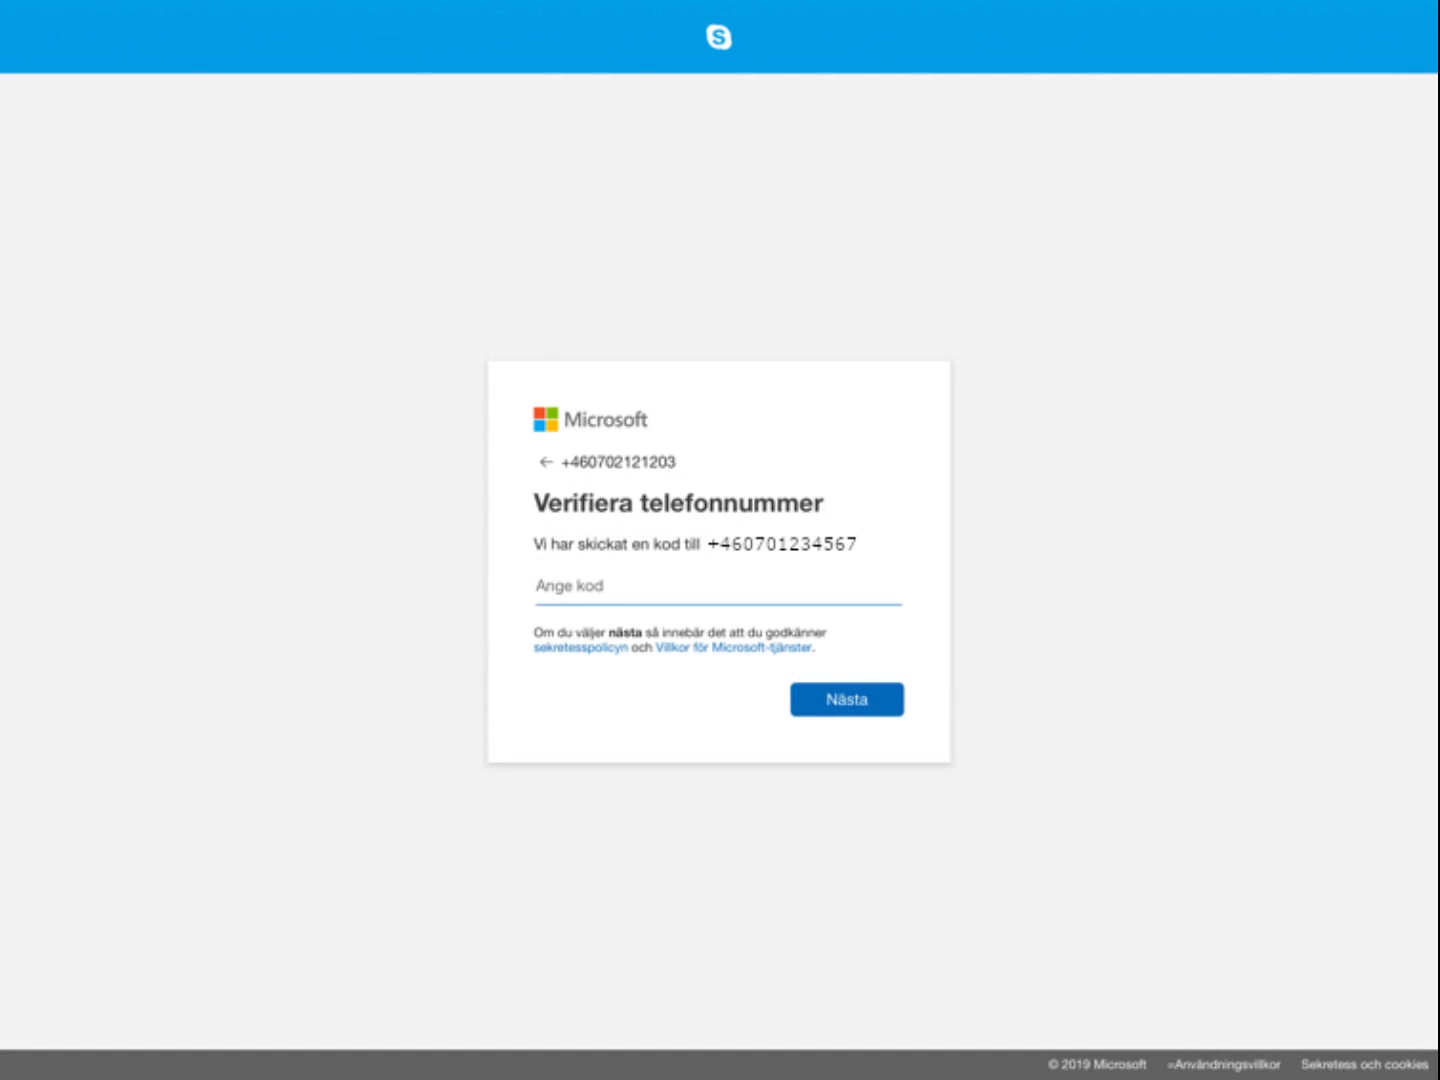 Microsoft
← +460702121203
Verifiera telefonnummer
Vi har skickat en kod till +460701234567
Ange kod
Om du väljer nästa så innebär det att du godkänner
sekretesspolicyn och Villkor för Microsoft-tjänster.
Nästa
© 2019 Microsoft =Användningsvillkor Sekretess och cookies